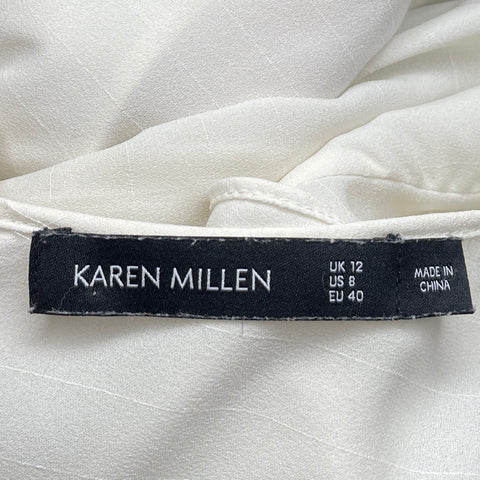 KAREN MILLEN
UK 12
US 8
EU 40
MADE IN
CHINA